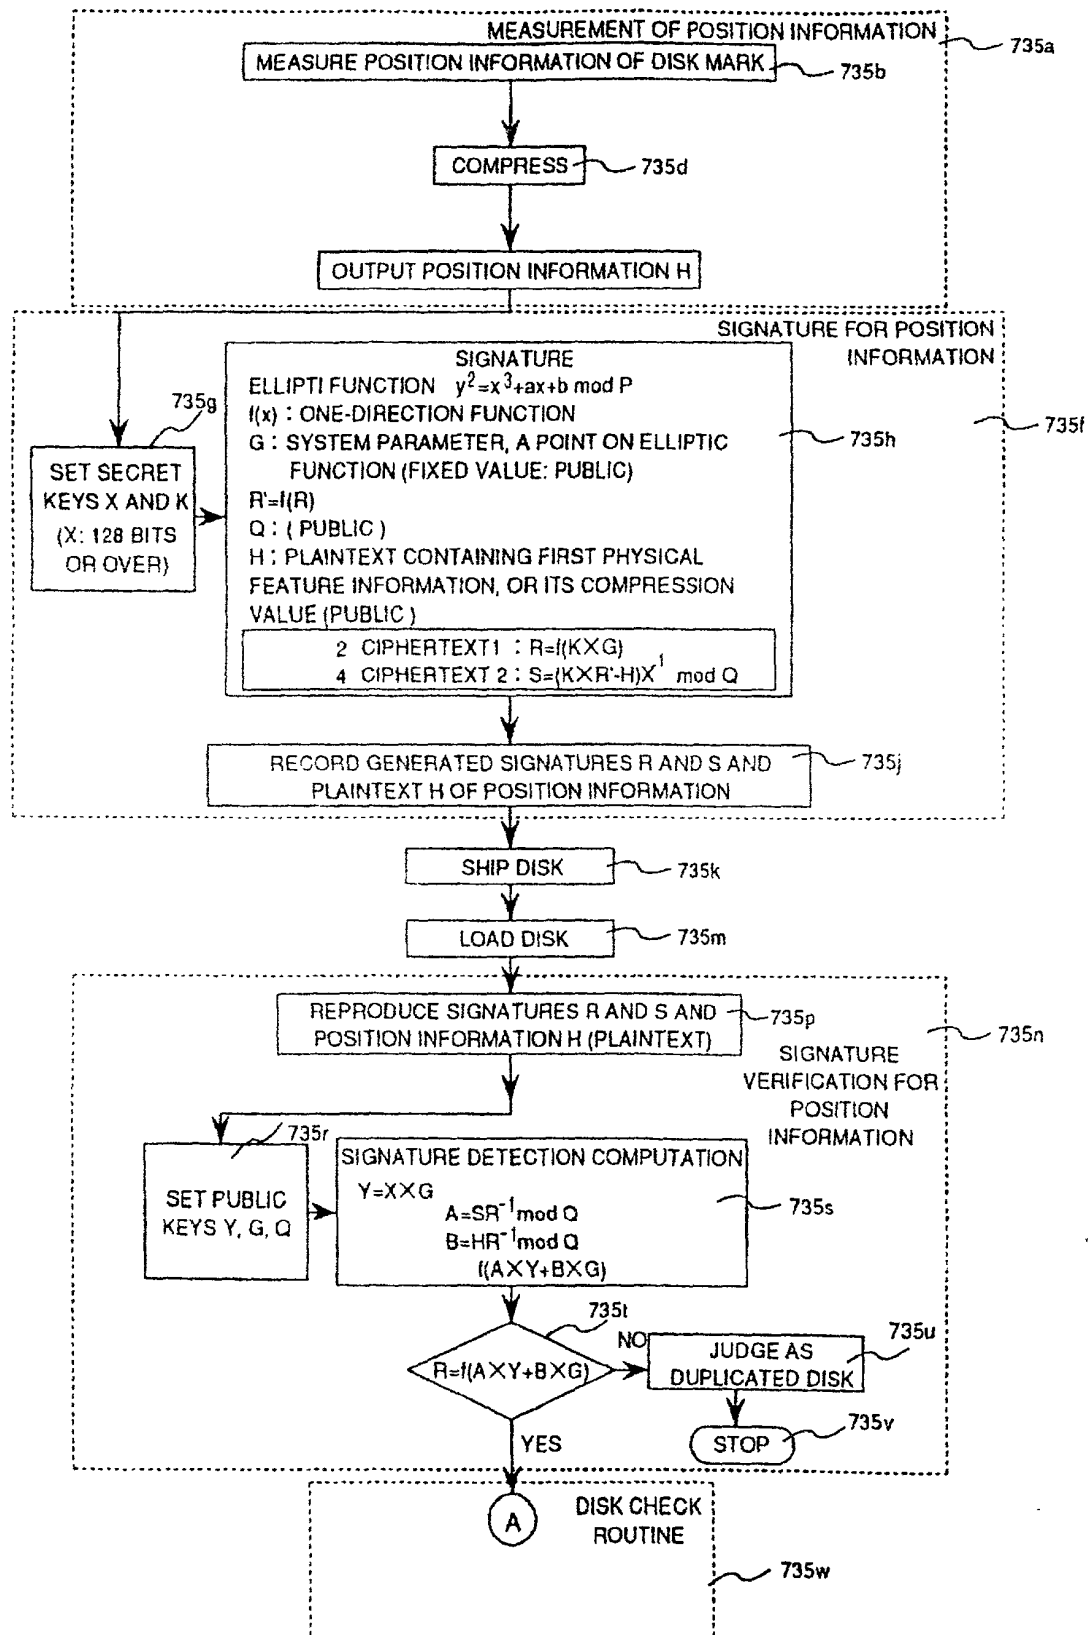 MEASUREMENT OF POSITION INFORMATION
735a
MEASURE POSITION INFORMATION OF DISK MARK
735b
COMPRESS
735d
OUTPUT POSITION INFORMATION H
SIGNATURE FOR POSITION
INFORMATION
735f
735g
SET SECRET
KEYS X AND K
(X: 128 BITS
OR OVER)
SIGNATURE
ELLIPTI FUNCTION y²=x³+ax+b mod P
f(x) : ONE-DIRECTION FUNCTION
G : SYSTEM PARAMETER, A POINT ON ELLIPTIC
FUNCTION (FIXED VALUE: PUBLIC)
R'=f(R)
Q : ( PUBLIC )
H : PLAINTEXT CONTAINING FIRST PHYSICAL
FEATURE INFORMATION, OR ITS COMPRESSION
VALUE (PUBLIC )
2 CIPHERTEXT1 : R=f(K×G)
4 CIPHERTEXT 2 : S=(K×R'-H)X¹ mod Q
735h
RECORD GENERATED SIGNATURES R AND S AND
PLAINTEXT H OF POSITION INFORMATION
735j
SHIP DISK
735k
LOAD DISK
735m
REPRODUCE SIGNATURES R AND S AND
POSITION INFORMATION H (PLAINTEXT)
735p
735n
SIGNATURE
VERIFICATION FOR
POSITION
INFORMATION
735r
SET PUBLIC
KEYS Y, G, Q
SIGNATURE DETECTION COMPUTATION
Y=X×G
A=SR⁻¹ mod Q
B=HR⁻¹ mod Q
f(A×Y+B×G)
735s
735t
R=f(A×Y+B×G)
NO
JUDGE AS
DUPLICATED DISK
735u
STOP
735v
YES
A
DISK CHECK
ROUTINE
735w